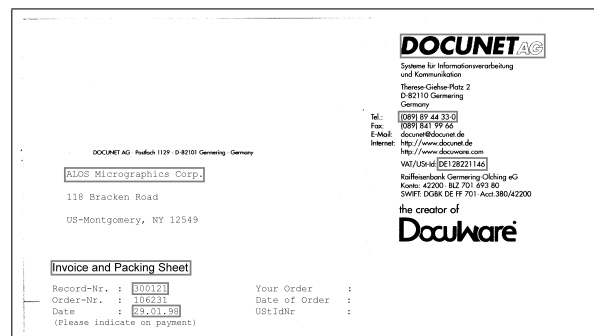 DOCUNET AG
Systeme für Informationsverarbeitung
und Kommunikation
Therese-Giehse-Platz 2
D-82110 Germering
Germany
Tel.: (089) 89 44 33-0
Fax: (089) 841 99 66
E-Mail: docunet@docunet.de
Internet: http://www.docunet.de
http://www.docuware.com
VAT/USt-Id: DE128221146
Raiffeisenbank Germering-Olching eG
Konto: 42200 · BLZ 701 693 80
SWIFT: DGBK DE FF 701-Acct.380/42200
the creator of
DocuWare
DOCUNET AG · Postfach 1129 · D-82101 Germering · Germany
ALOS Micrographics Corp.
118 Bracken Road
US-Montgomery, NY 12549
Invoice and Packing Sheet
Record-Nr. : 300121 Your Order :
Order-Nr. : 106231 Date of Order :
Date : 29.01.98 UStIdNr :
(Please indicate on payment)